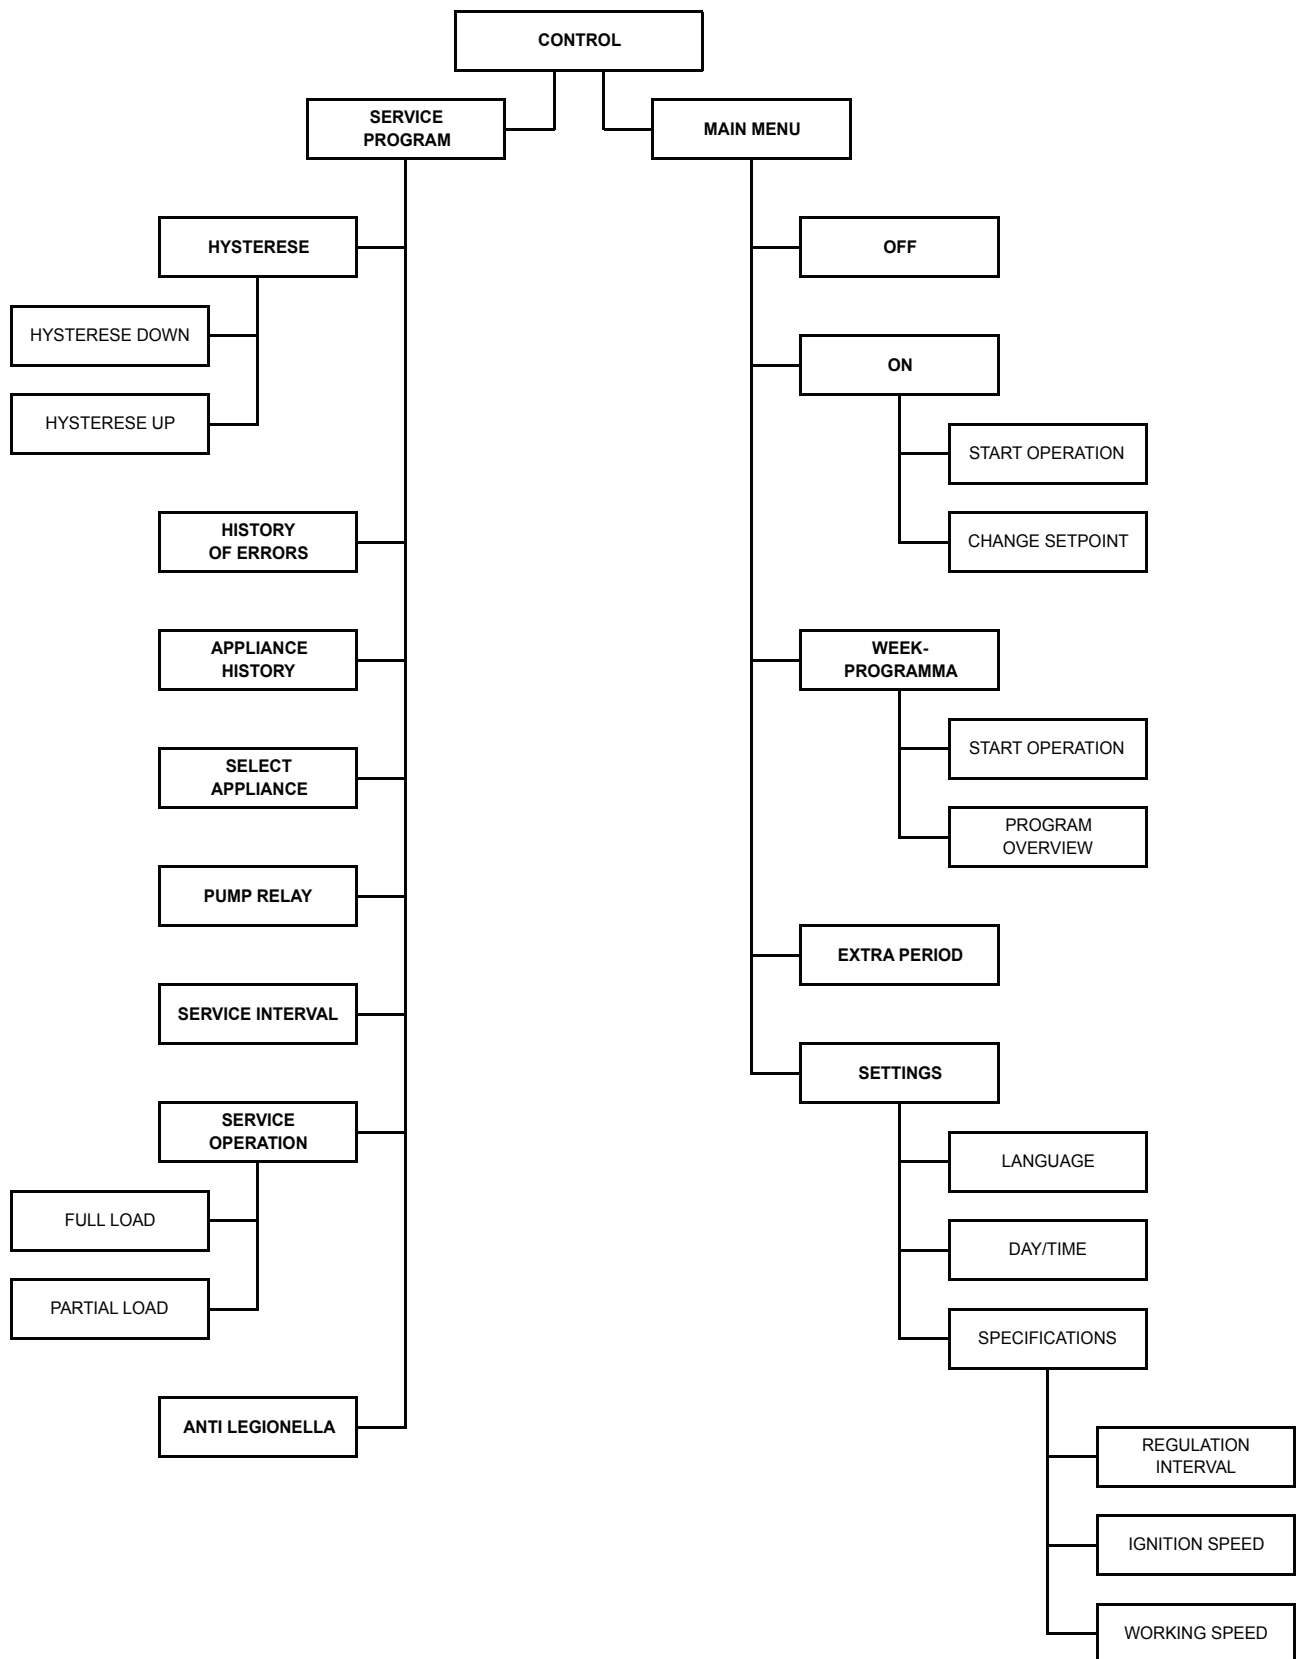 CONTROL
SERVICE
PROGRAM
MAIN MENU
HYSTERESE
HYSTERESE DOWN
HYSTERESE UP
HISTORY
OF ERRORS
APPLIANCE
HISTORY
SELECT
APPLIANCE
PUMP RELAY
SERVICE INTERVAL
SERVICE
OPERATION
FULL LOAD
PARTIAL LOAD
ANTI LEGIONELLA
OFF
ON
START OPERATION
CHANGE SETPOINT
WEEK-
PROGRAMMA
START OPERATION
PROGRAM
OVERVIEW
EXTRA PERIOD
SETTINGS
LANGUAGE
DAY/TIME
SPECIFICATIONS
REGULATION
INTERVAL
IGNITION SPEED
WORKING SPEED